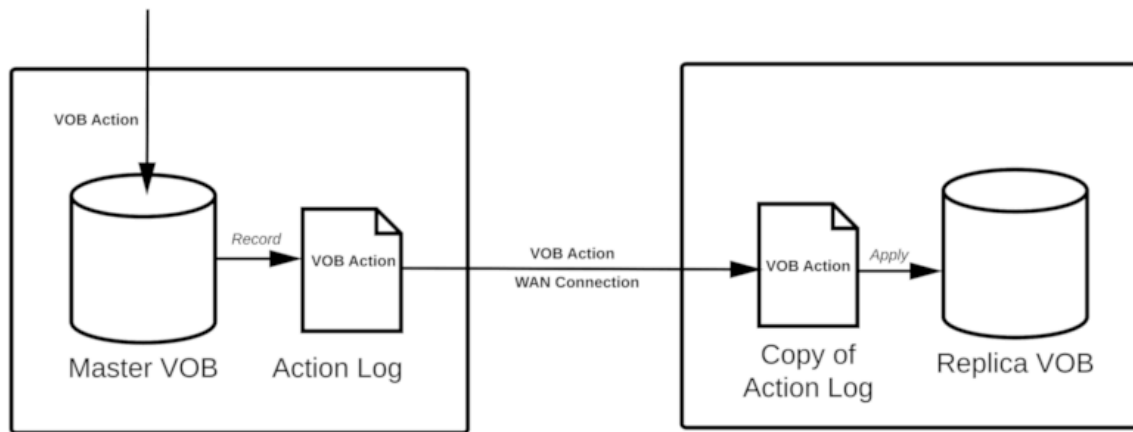 VOB Action
Record
VOB Action
Master VOB
Action Log
VOB Action
WAN Connection
VOB Action
Apply
Copy of
Action Log
Replica VOB